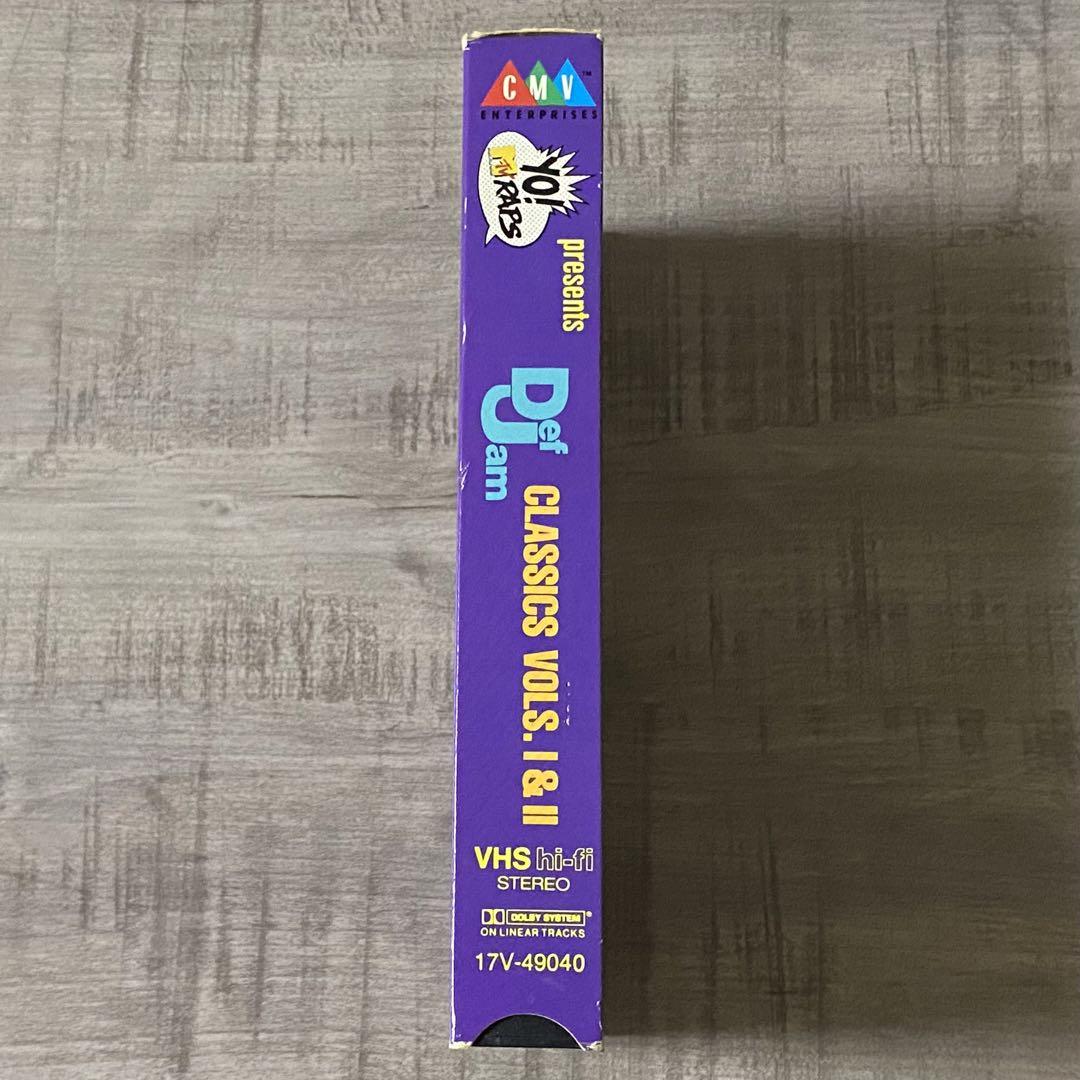 CMV™
ENTERPRISES
YO!
MTV RAPS
presents
Def
Jam
CLASSICS VOLS. I & II
VHS hi-fi
STEREO
DOLBY SYSTEM®
ON LINEAR TRACKS
17V-49040